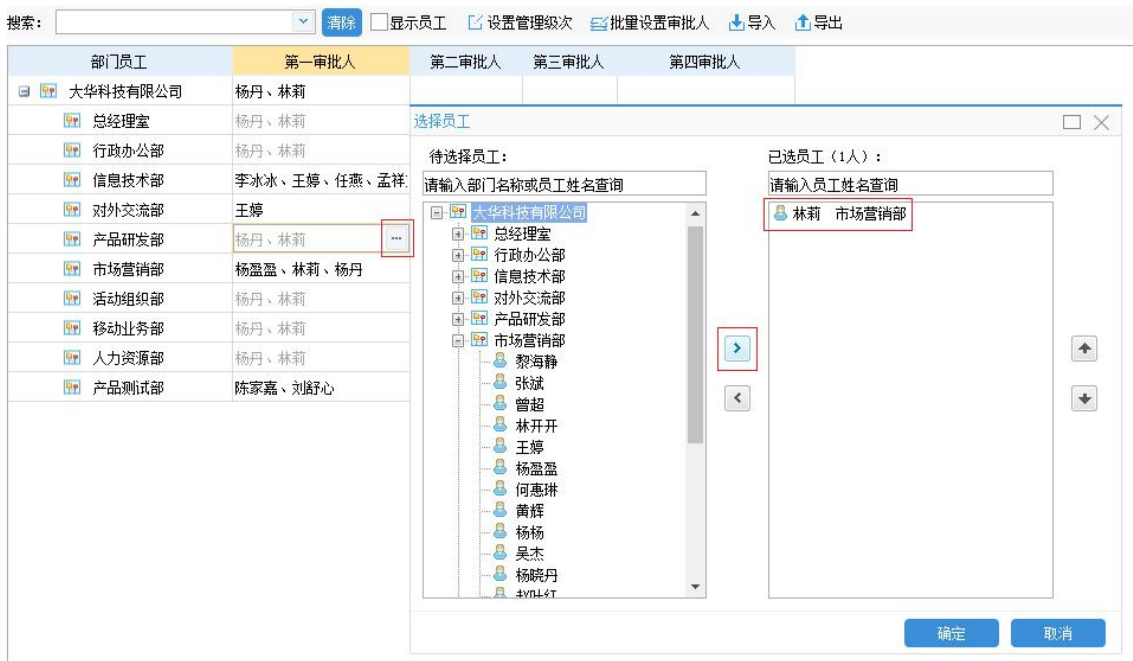 搜索： 清除 显示员工 设置管理级次 批量设置审批人 导入 导出
部门员工 第一审批人 第二审批人 第三审批人 第四审批人
大华科技有限公司 杨丹、林莉
总经理室 杨丹、林莉
行政办公部 杨丹、林莉
信息技术部 李冰冰、王婷、任燕、孟祥
对外交流部 王婷
产品研发部 杨丹、林莉 ...
市场营销部 杨盈盈、林莉、杨丹
活动组织部 杨丹、林莉
移动业务部 杨丹、林莉
人力资源部 杨丹、林莉
产品测试部 陈家嘉、刘舒心
选择员工
待选择员工：
请输入部门名称或员工姓名查询
大华科技有限公司
总经理室
行政办公部
信息技术部
对外交流部
产品研发部
市场营销部
黎海静
张斌
曾超
林开开
王婷
杨盈盈
何惠琳
黄辉
杨杨
吴杰
杨晓丹
已选员工（1人）：
请输入员工姓名查询
林莉 市场营销部
确定 取消